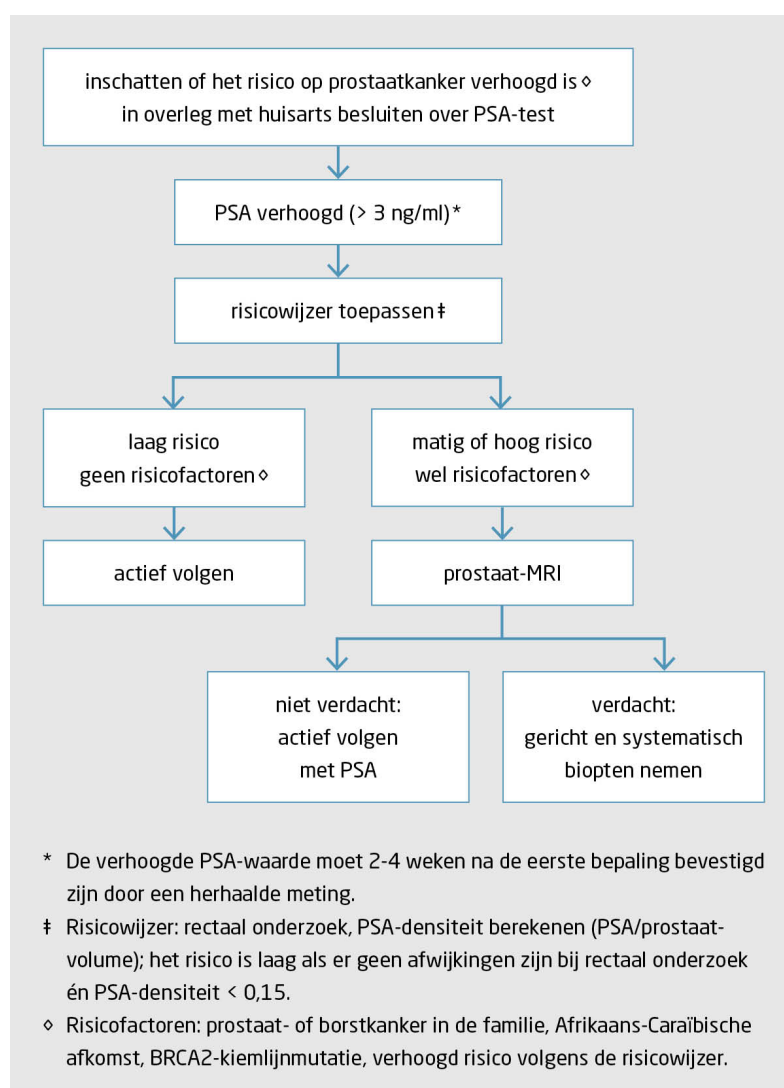 inschatten of het risico op prostaatkanker verhoogd is ◊
in overleg met huisarts besluiten over PSA-test
PSA verhoogd (> 3 ng/ml)*
risicowijzer toepassen ‡
laag risico
geen risicofactoren ◊
matig of hoog risico
wel risicofactoren ◊
actief volgen
prostaat-MRI
niet verdacht:
actief volgen
met PSA
verdacht:
gericht en systematisch
biopten nemen
* De verhoogde PSA-waarde moet 2-4 weken na de eerste bepaling bevestigd
zijn door een herhaalde meting.
‡ Risicowijzer: rectaal onderzoek, PSA-densiteit berekenen (PSA/prostaat-
volume); het risico is laag als er geen afwijkingen zijn bij rectaal onderzoek
én PSA-densiteit < 0,15.
◊ Risicofactoren: prostaat- of borstkanker in de familie, Afrikaans-Caraïbische
afkomst, BRCA2-kiemlijnmutatie, verhoogd risico volgens de risicowijzer.